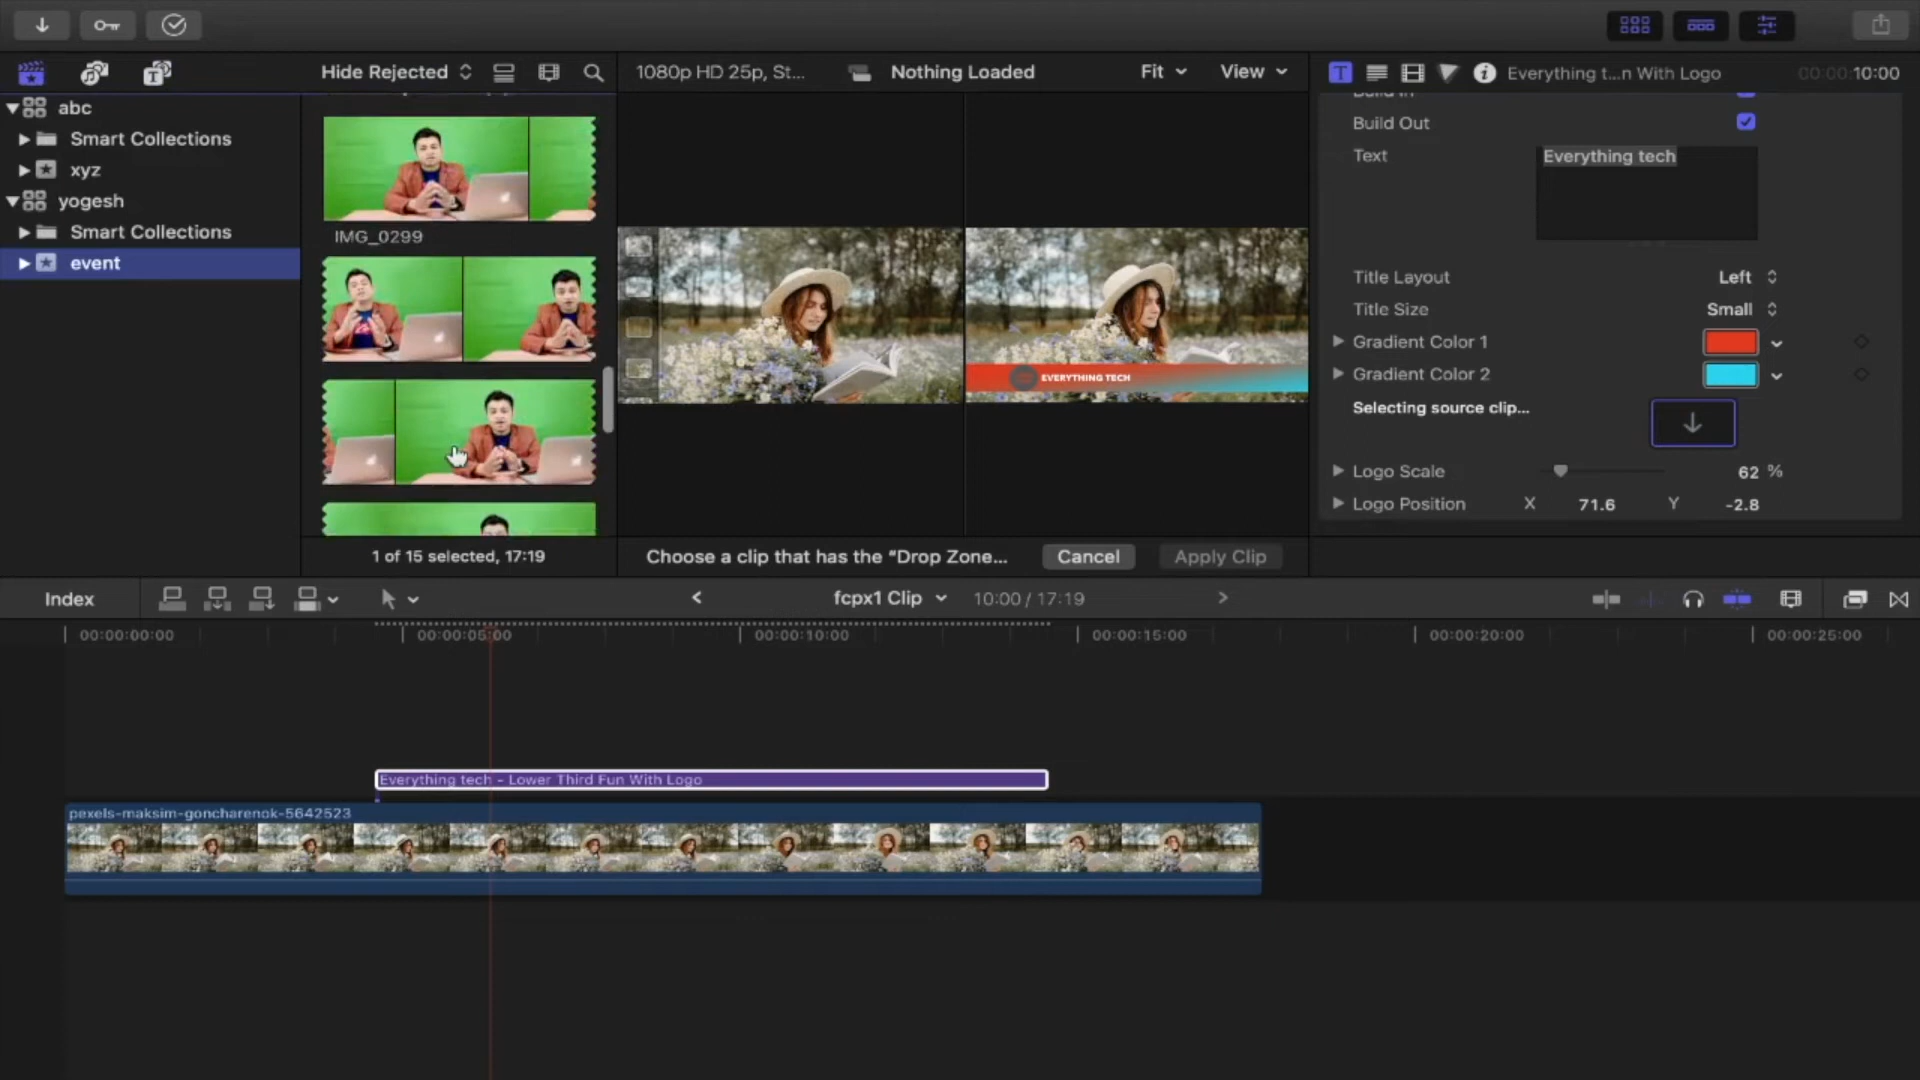 Hide Rejected
1080p HD 25p, St...
Nothing Loaded
Fit
View
Everything t...n With Logo
00:00:10:00
abc
Smart Collections
xyz
yogesh
Smart Collections
event
IMG_0299
1 of 15 selected, 17:19
EVERYTHING TECH
Choose a clip that has the “Drop Zone...
Cancel
Apply Clip
Build In
Build Out
Text
Everything tech
Title Layout
Left
Title Size
Small
Gradient Color 1
Gradient Color 2
Selecting source clip...
Logo Scale
62 %
Logo Position
X
71.6
Y
-2.8
Index
fcpx1 Clip
10:00 / 17:19
00:00:00:00
00:00:05:00
00:00:10:00
00:00:15:00
00:00:20:00
00:00:25:00
Everything tech - Lower Third Fun With Logo
pexels-maksim-goncharenok-5642523